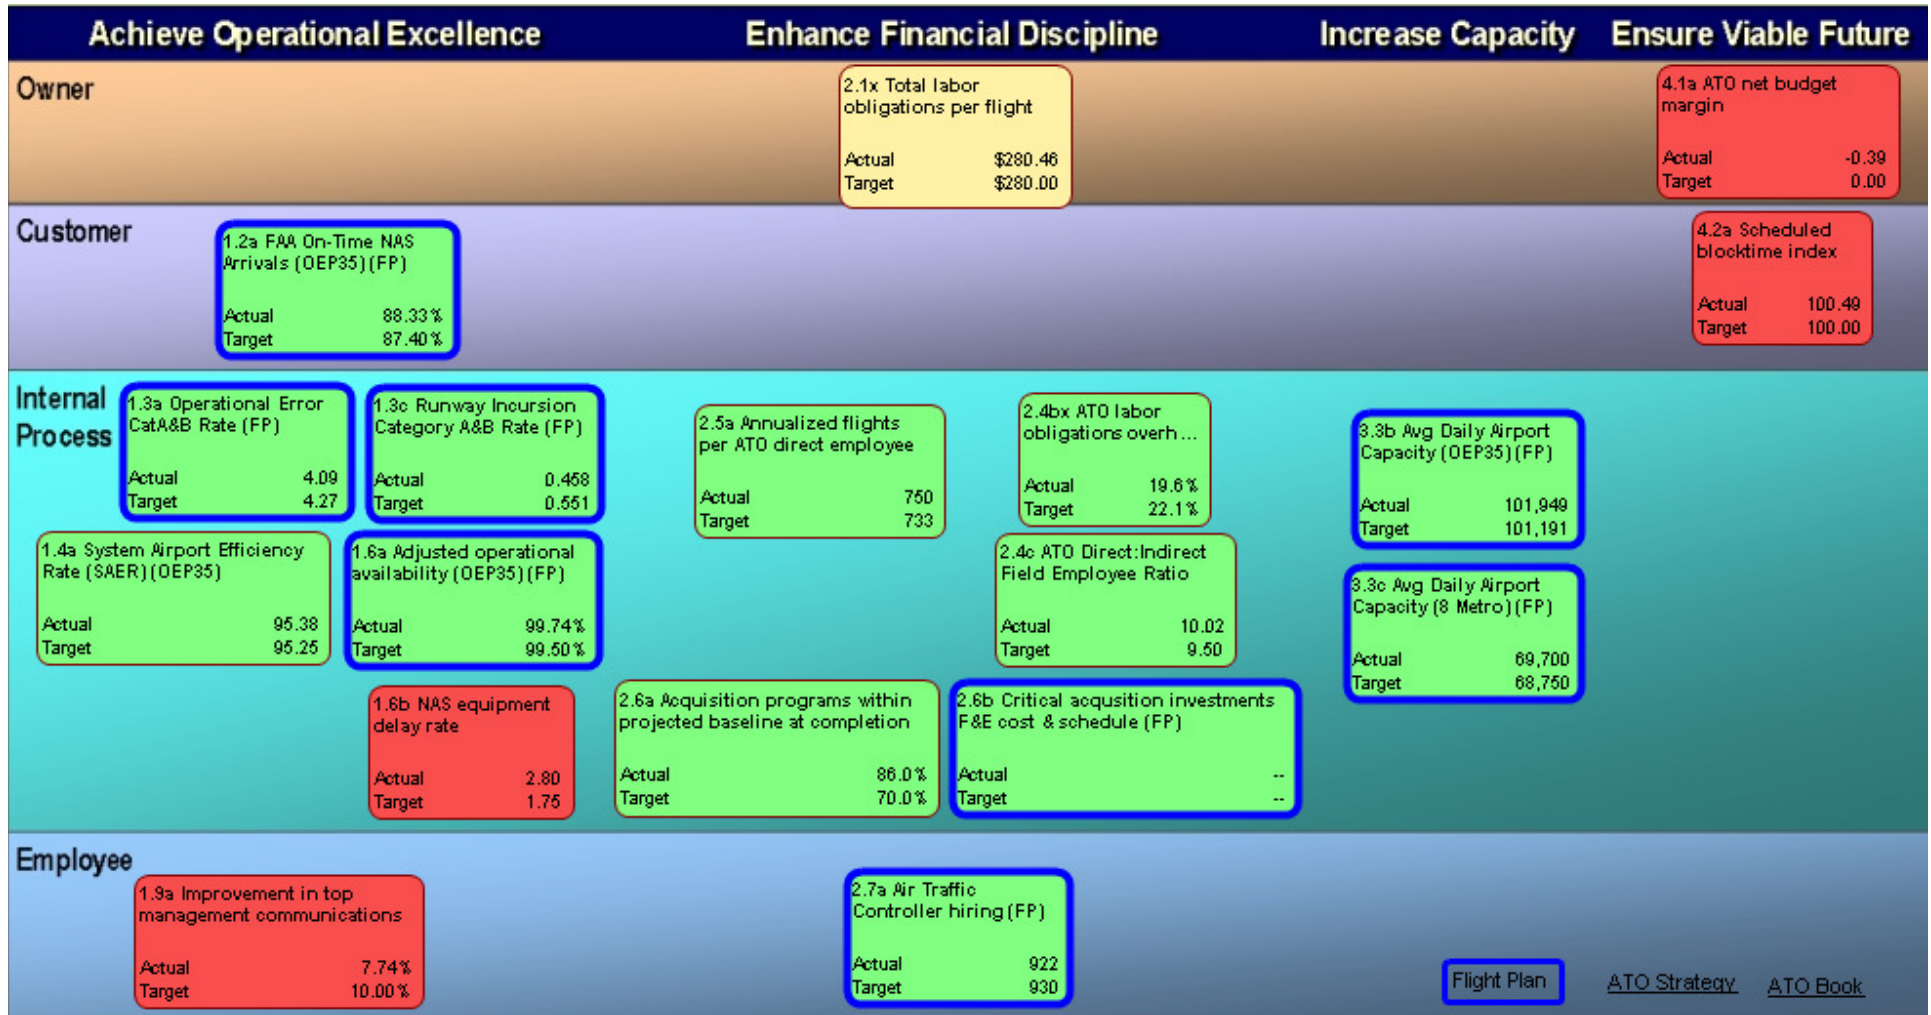 Achieve Operational Excellence
Enhance Financial Discipline
Increase Capacity
Ensure Viable Future
Owner
2.1x Total labor
obligations per flight
Actual $280.46
Target $280.00
4.1a ATO net budget
margin
Actual -0.39
Target 0.00
Customer
1.2a FAA On-Time NAS
Arrivals (OEP35)(FP)
Actual 88.33%
Target 87.40%
4.2a Scheduled
blocktime index
Actual 100.49
Target 100.00
Internal
Process
1.3a Operational Error
CatA&B Rate (FP)
Actual 4.09
Target 4.27
1.3c Runway Incursion
Category A&B Rate (FP)
Actual 0.458
Target 0.551
2.5a Annualized flights
per ATO direct employee
Actual 750
Target 733
2.4bx ATO labor
obligations overh ...
Actual 19.6%
Target 22.1%
3.3b Avg Daily Airport
Capacity (OEP35)(FP)
Actual 101,949
Target 101,191
1.4a System Airport Efficiency
Rate (SAER)(OEP35)
Actual 95.38
Target 95.25
1.6a Adjusted operational
availability (OEP35)(FP)
Actual 99.74%
Target 99.50%
2.4c ATO Direct:Indirect
Field Employee Ratio
Actual 10.02
Target 9.50
3.3c Avg Daily Airport
Capacity (8 Metro)(FP)
Actual 69,700
Target 68,750
1.6b NAS equipment
delay rate
Actual 2.80
Target 1.75
2.6a Acquisition programs within
projected baseline at completion
Actual 86.0%
Target 70.0%
2.6b Critical acqusition investments
F&E cost & schedule (FP)
Actual --
Target --
Employee
1.9a Improvement in top
management communications
Actual 7.74%
Target 10.00%
2.7a Air Traffic
Controller hiring (FP)
Actual 922
Target 930
Flight Plan
ATO Strategy
ATO Book